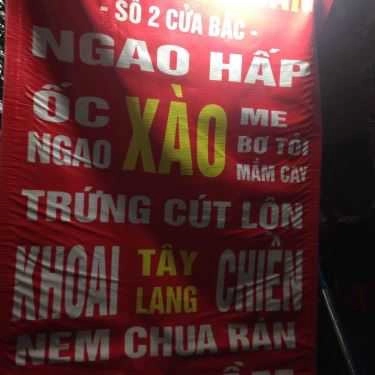 - SỐ 2 CỬA BẮC -
NGAO HẤP
ỐC NGAO XÀO ME BƠ TỎI MẮM CAY
TRỨNG CÚT LỘN
KHOAI TÂY LANG CHIÊN
NEM CHUA RÁN